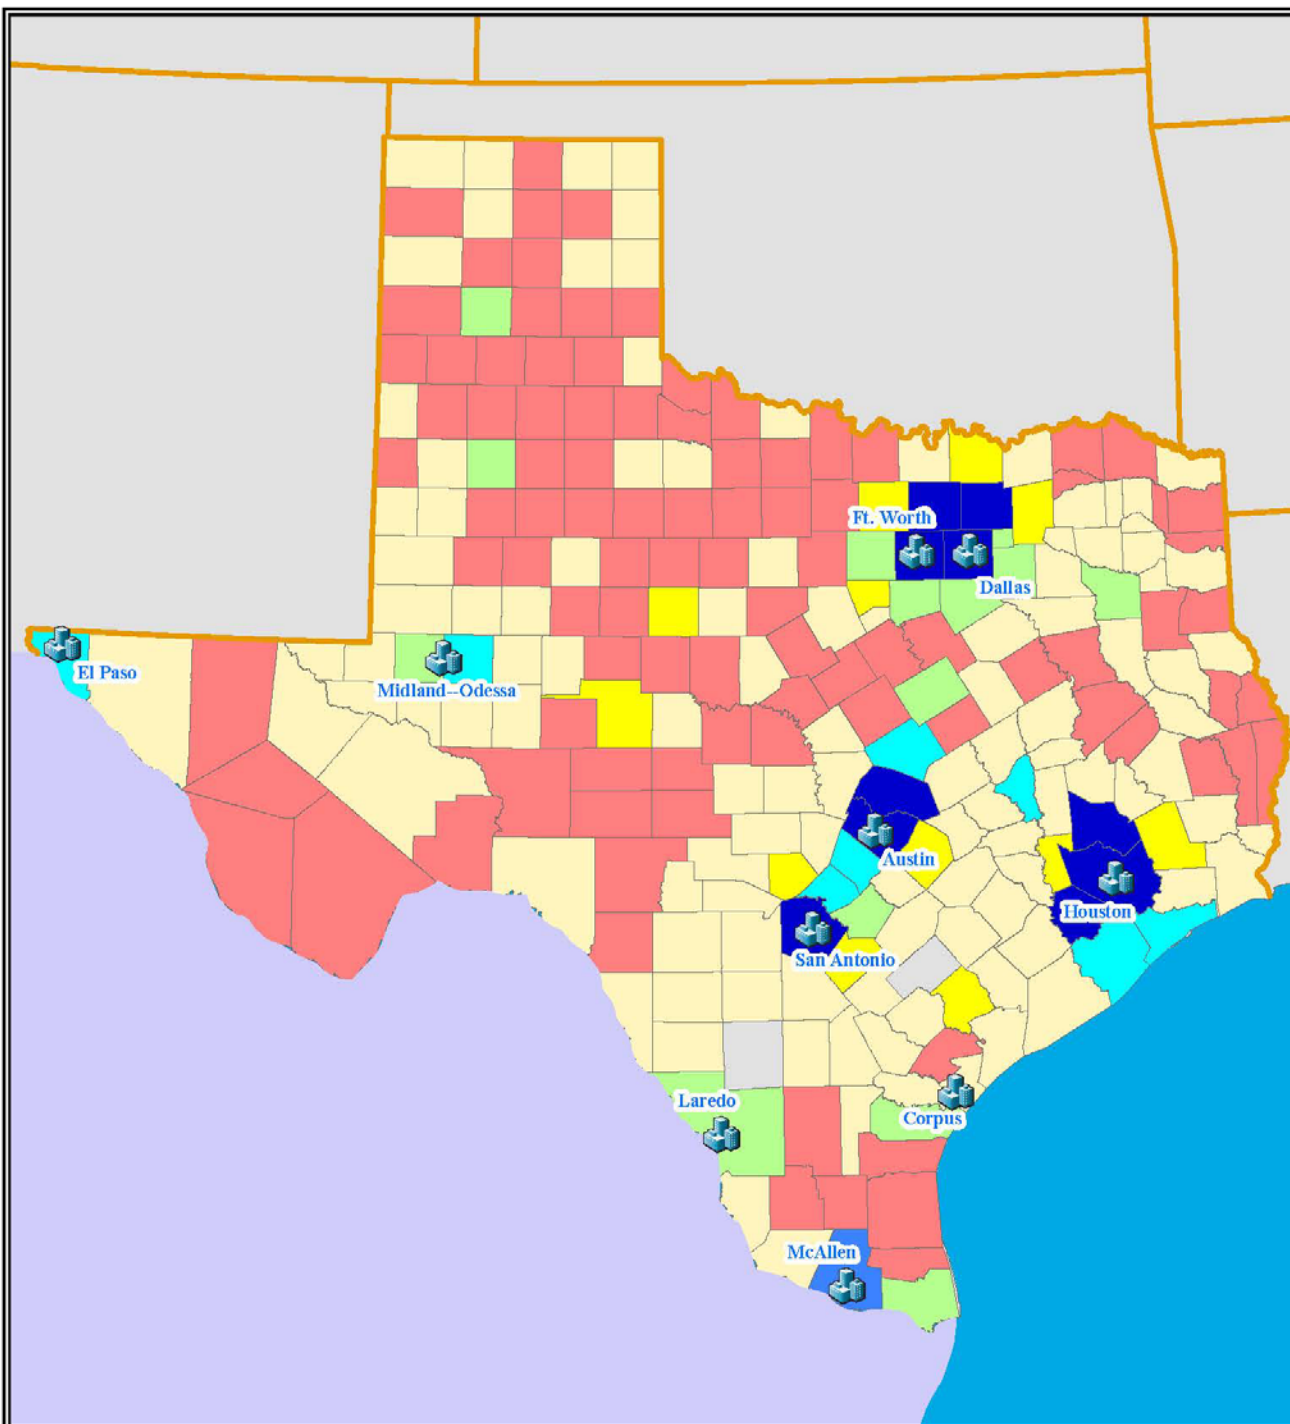 Ft. Worth
Dallas
El Paso
Midland--Odessa
Austin
Houston
San Antonio
Laredo
Corpus
McAllen